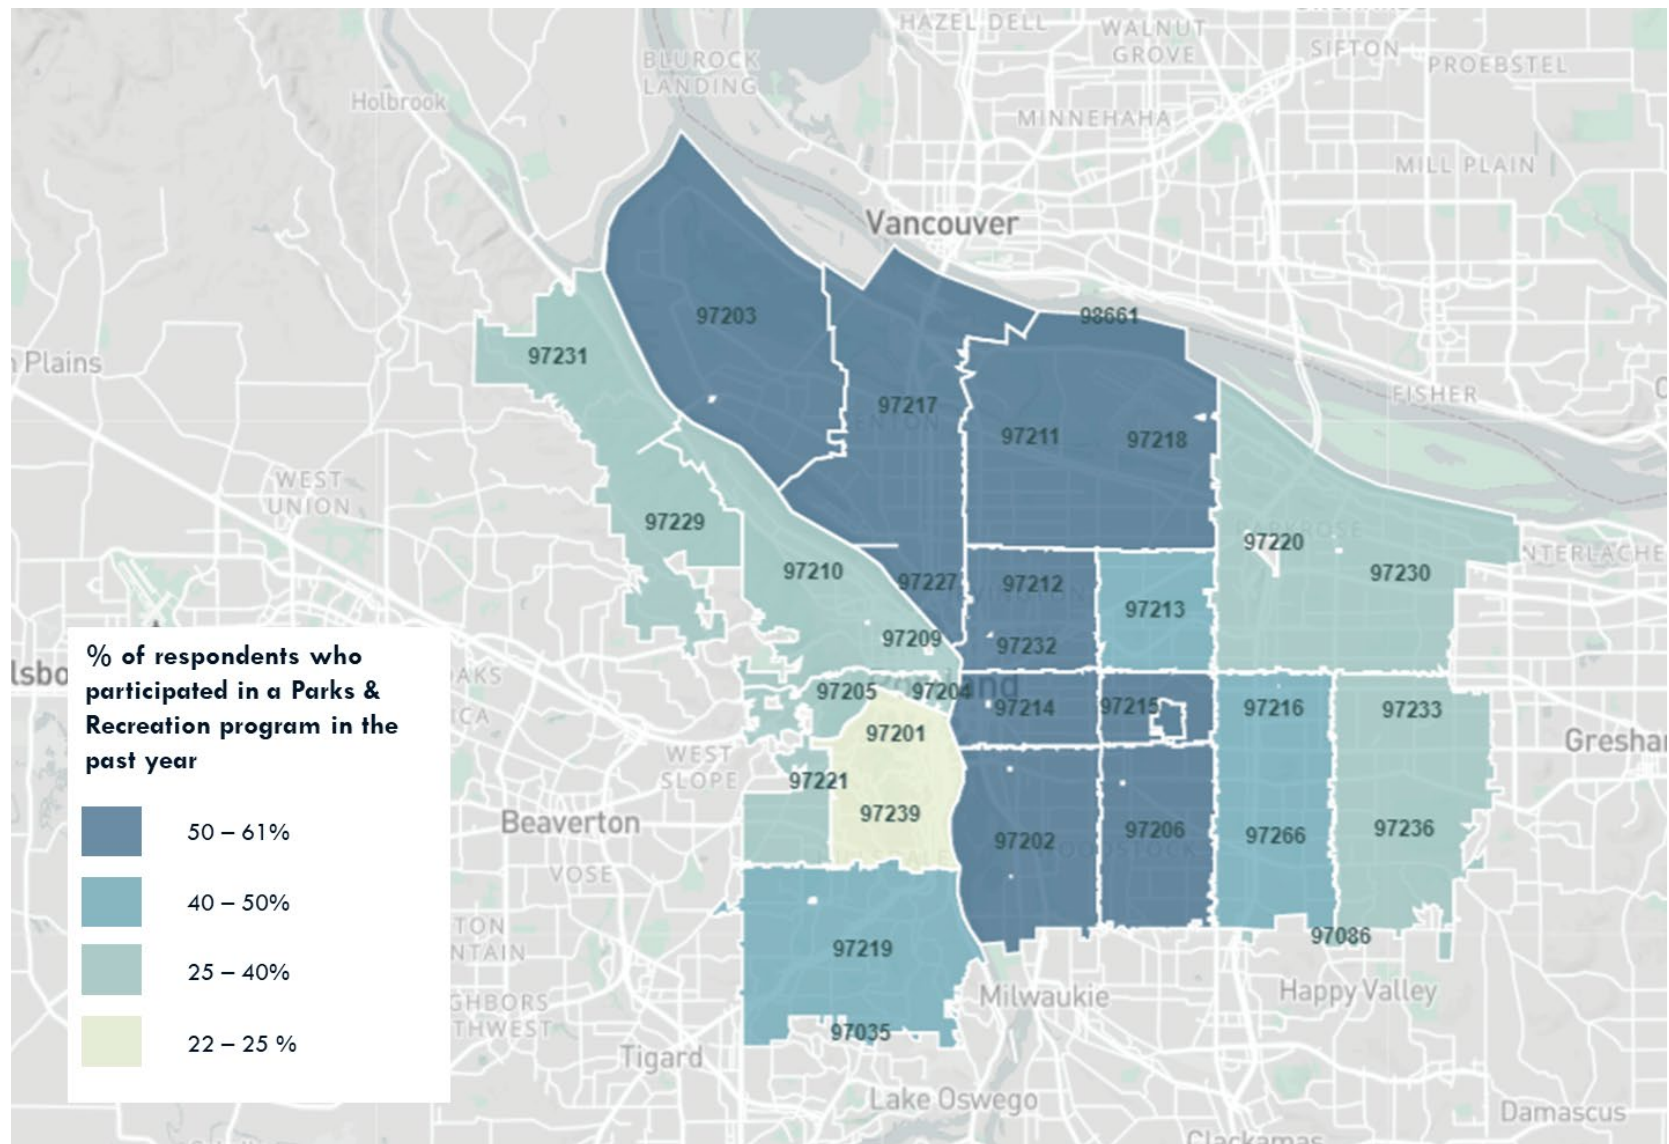 HAZEL DELL
WALNUT
GROVE
SIFTON
PROEBSTEL
BLUROCK
LANDING
Holbrook
MINNEHAHA
MILL PLAIN
Vancouver
98661
97203
97231
Plains
FISHER
97217
97211
97218
WEST
UNION
97229
97220
97230
97210
97227
97212
97213
97209
97232
% of respondents who
participated in a Parks &
Recreation program in the
past year
50 – 61%
40 – 50%
25 – 40%
22 – 25 %
97205
97204
97214
97215
97216
97233
97201
WEST
SLOPE
97221
97239
Beaverton
97202
97206
97266
97236
VOSE
97219
97086
97035
Milwaukie
Happy Valley
Tigard
Lake Oswego
Damascus
Clackamas